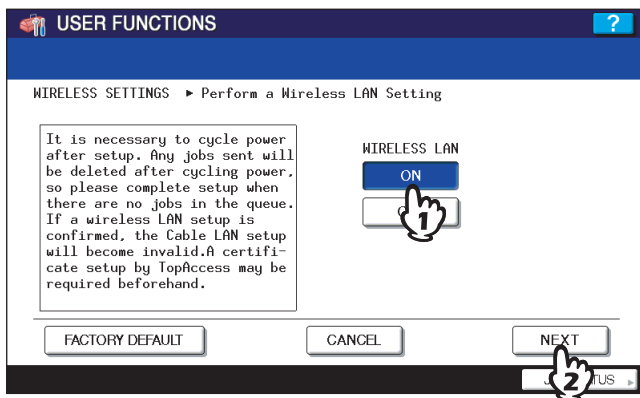 USER FUNCTIONS
?
WIRELESS SETTINGS ► Perform a Wireless LAN Setting
It is necessary to cycle power
after setup. Any jobs sent will
be deleted after cycling power,
so please complete setup when
there are no jobs in the queue.
If a wireless LAN setup is
confirmed, the Cable LAN setup
will become invalid.A certifi-
cate setup by TopAccess may be
required beforehand.
WIRELESS LAN
ON
1
FACTORY DEFAULT
CANCEL
NEXT
2